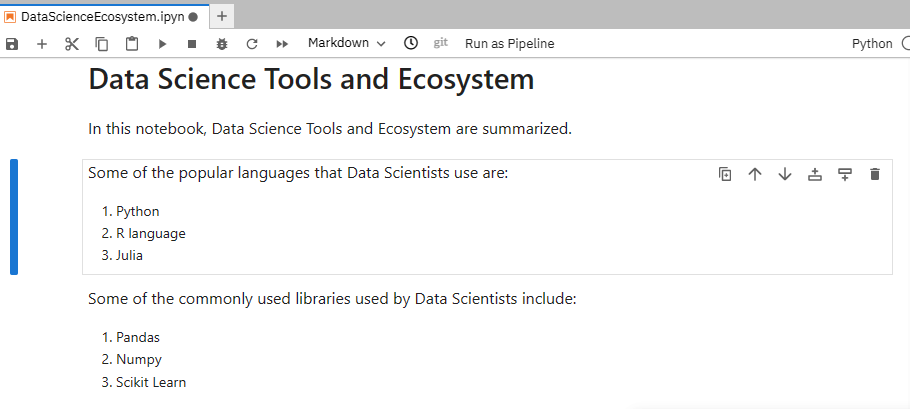 DataScienceEcosystem.ipyn
Markdown git Run as Pipeline Python
Data Science Tools and Ecosystem
In this notebook, Data Science Tools and Ecosystem are summarized.
Some of the popular languages that Data Scientists use are:
1. Python
2. R language
3. Julia
Some of the commonly used libraries used by Data Scientists include:
1. Pandas
2. Numpy
3. Scikit Learn